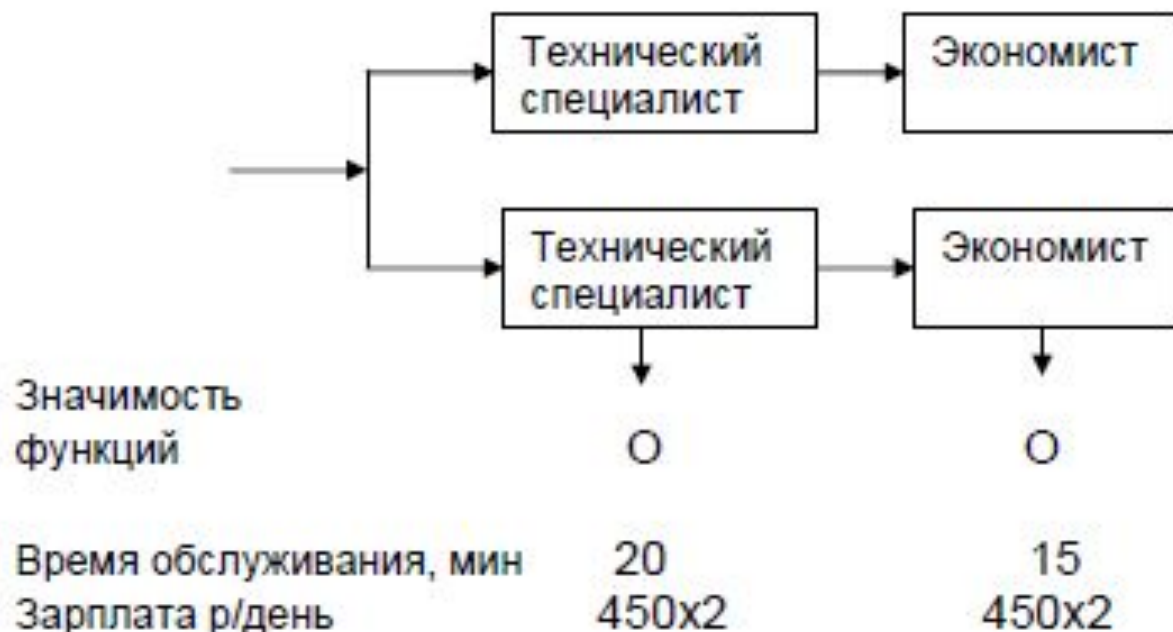 Технический
специалист
Экономист
Технический
специалист
Экономист
Значимость
функций О О
Время обслуживания, мин 20 15
Зарплата р/день 450х2 450х2